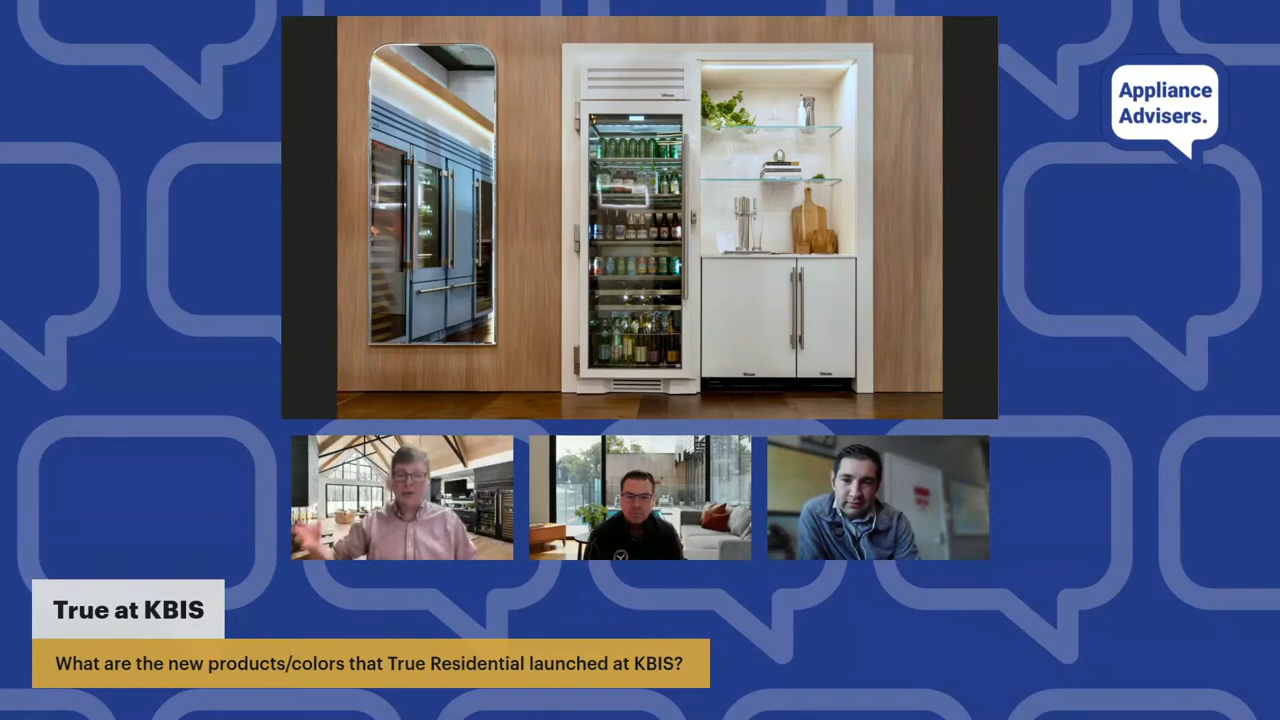 Appliance
Advisers.
True at KBIS
What are the new products/colors that True Residential launched at KBIS?